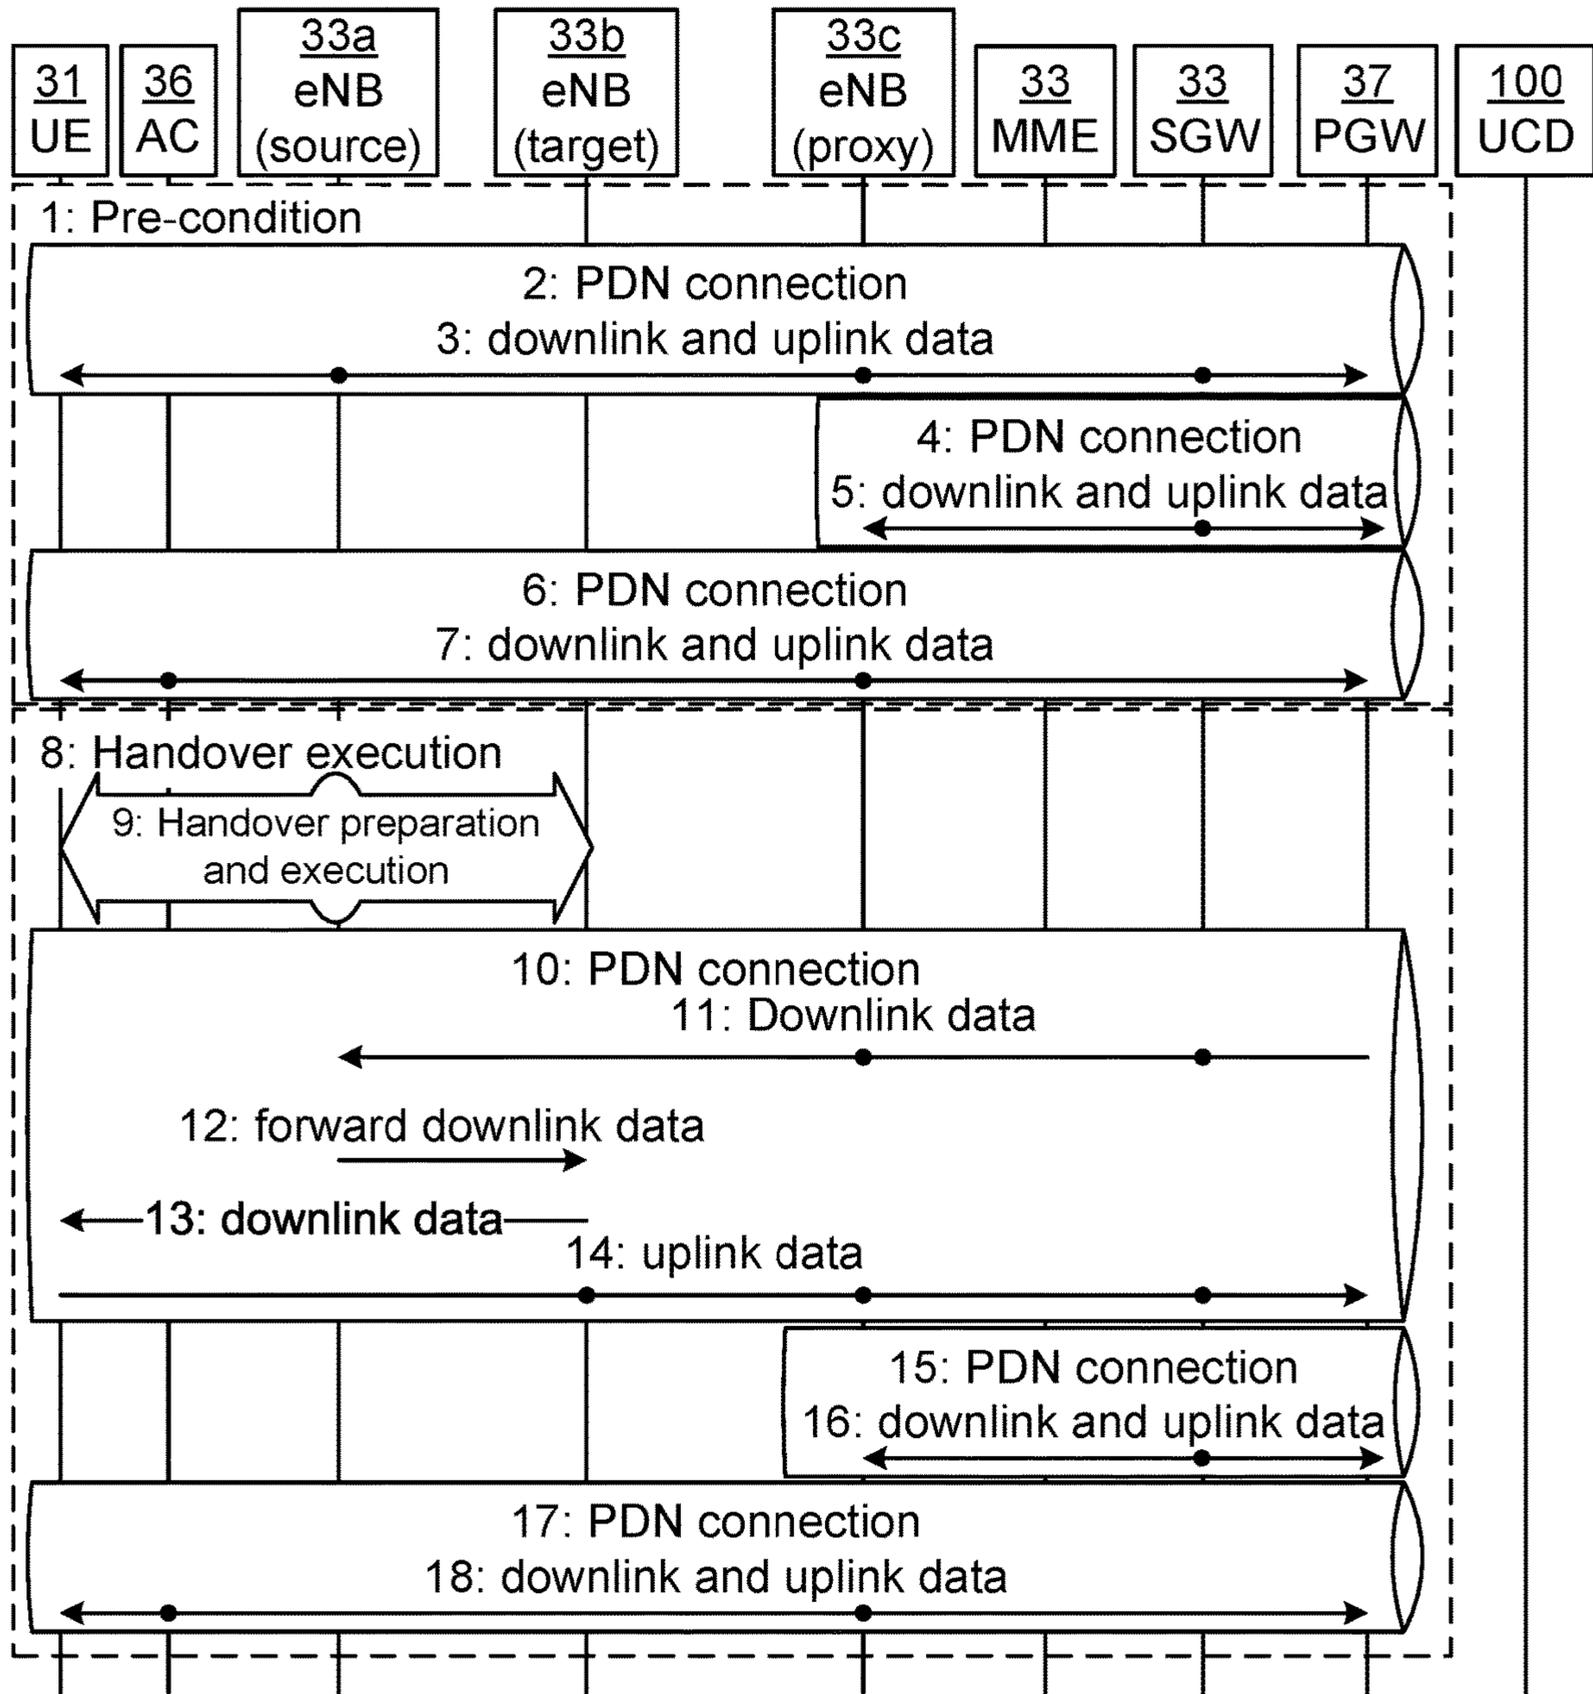 31
UE
36
AC
33a
eNB
(source)
33b
eNB
(target)
33c
eNB
(proxy)
33
MME
33
SGW
37
PGW
100
UCD
1: Pre-condition
2: PDN connection
3: downlink and uplink data
4: PDN connection
5: downlink and uplink data
6: PDN connection
7: downlink and uplink data
8: Handover execution
9: Handover preparation
and execution
10: PDN connection
11: Downlink data
12: forward downlink data
13: downlink data
14: uplink data
15: PDN connection
16: downlink and uplink data
17: PDN connection
18: downlink and uplink data